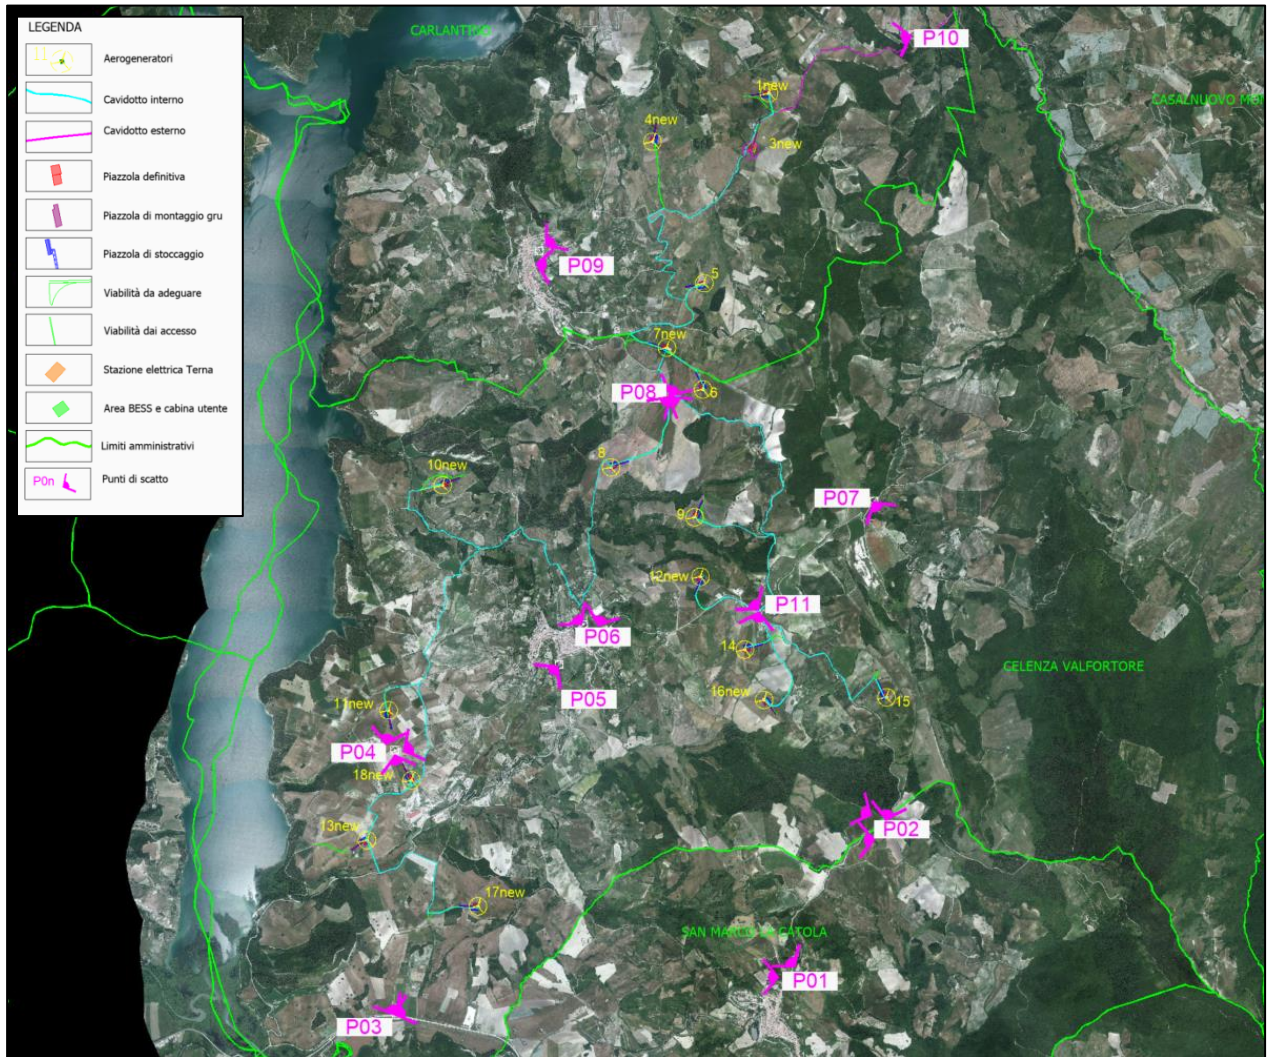 LEGENDA
11
Aerogeneratori
Cavidotto interno
Cavidotto esterno
Piazzola definitiva
Piazzola di montaggio gru
Piazzola di stoccaggio
Viabilità da adeguare
Viabilità dai accesso
Stazione elettrica Terna
Area BESS e cabina utente
Limiti amministrativi
P0n
Punti di scatto
CARLANTINO
P10
1new
CASALNUOVO MO
4new
3new
P09
5
7new
P08
6
8
10new
P07
9
12new
P11
P06
14
CELENZA VALFORTORE
P05
16new
15
11new
P04
18new
13new
P02
17new
SAN MARCO LA CATOLA
P01
P03